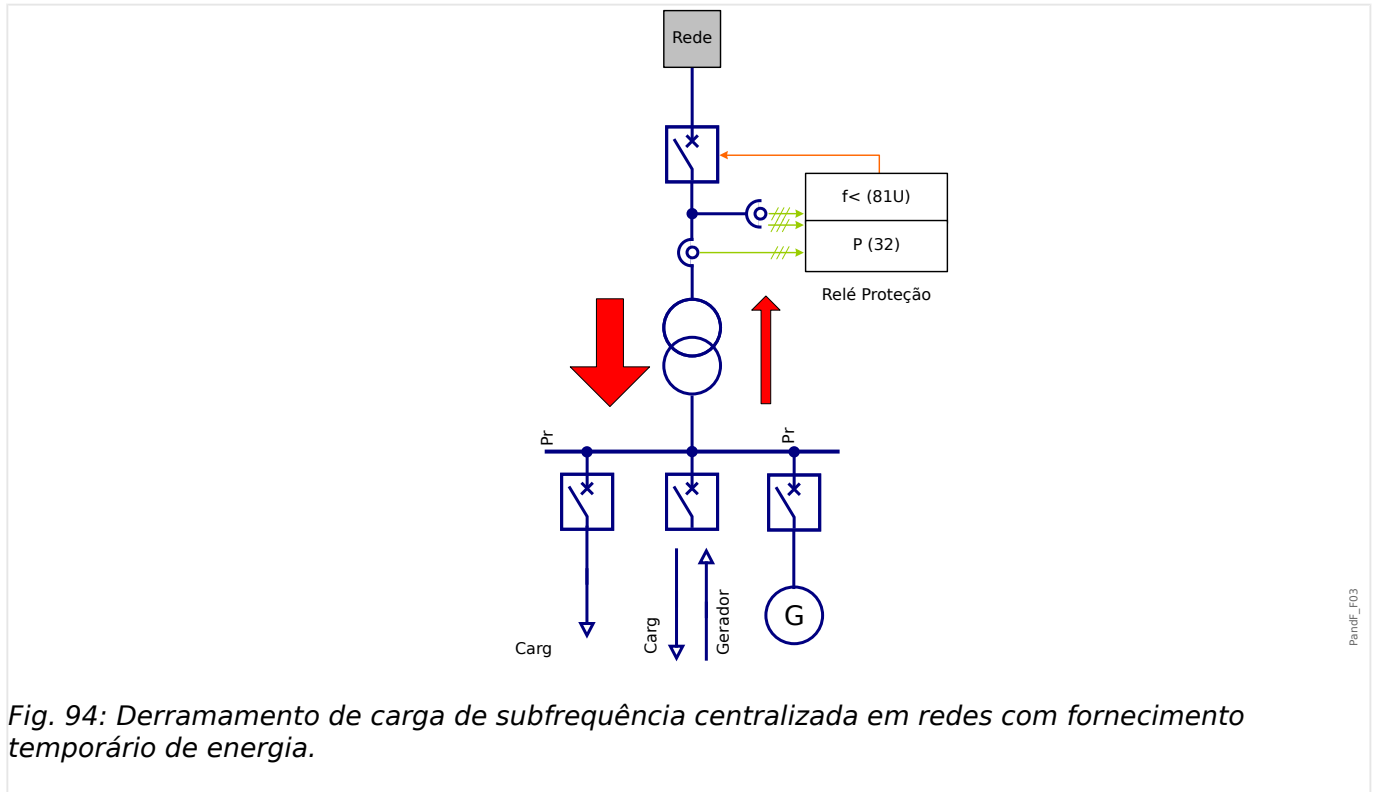 Rede
f< (81U)
P (32)
Relé Proteção
Pr
Pr
Carg
Carg
Gerador
G
PandF_F03
Fig. 94: Derramamento de carga de subfrequência centralizada em redes com fornecimento
temporário de energia.